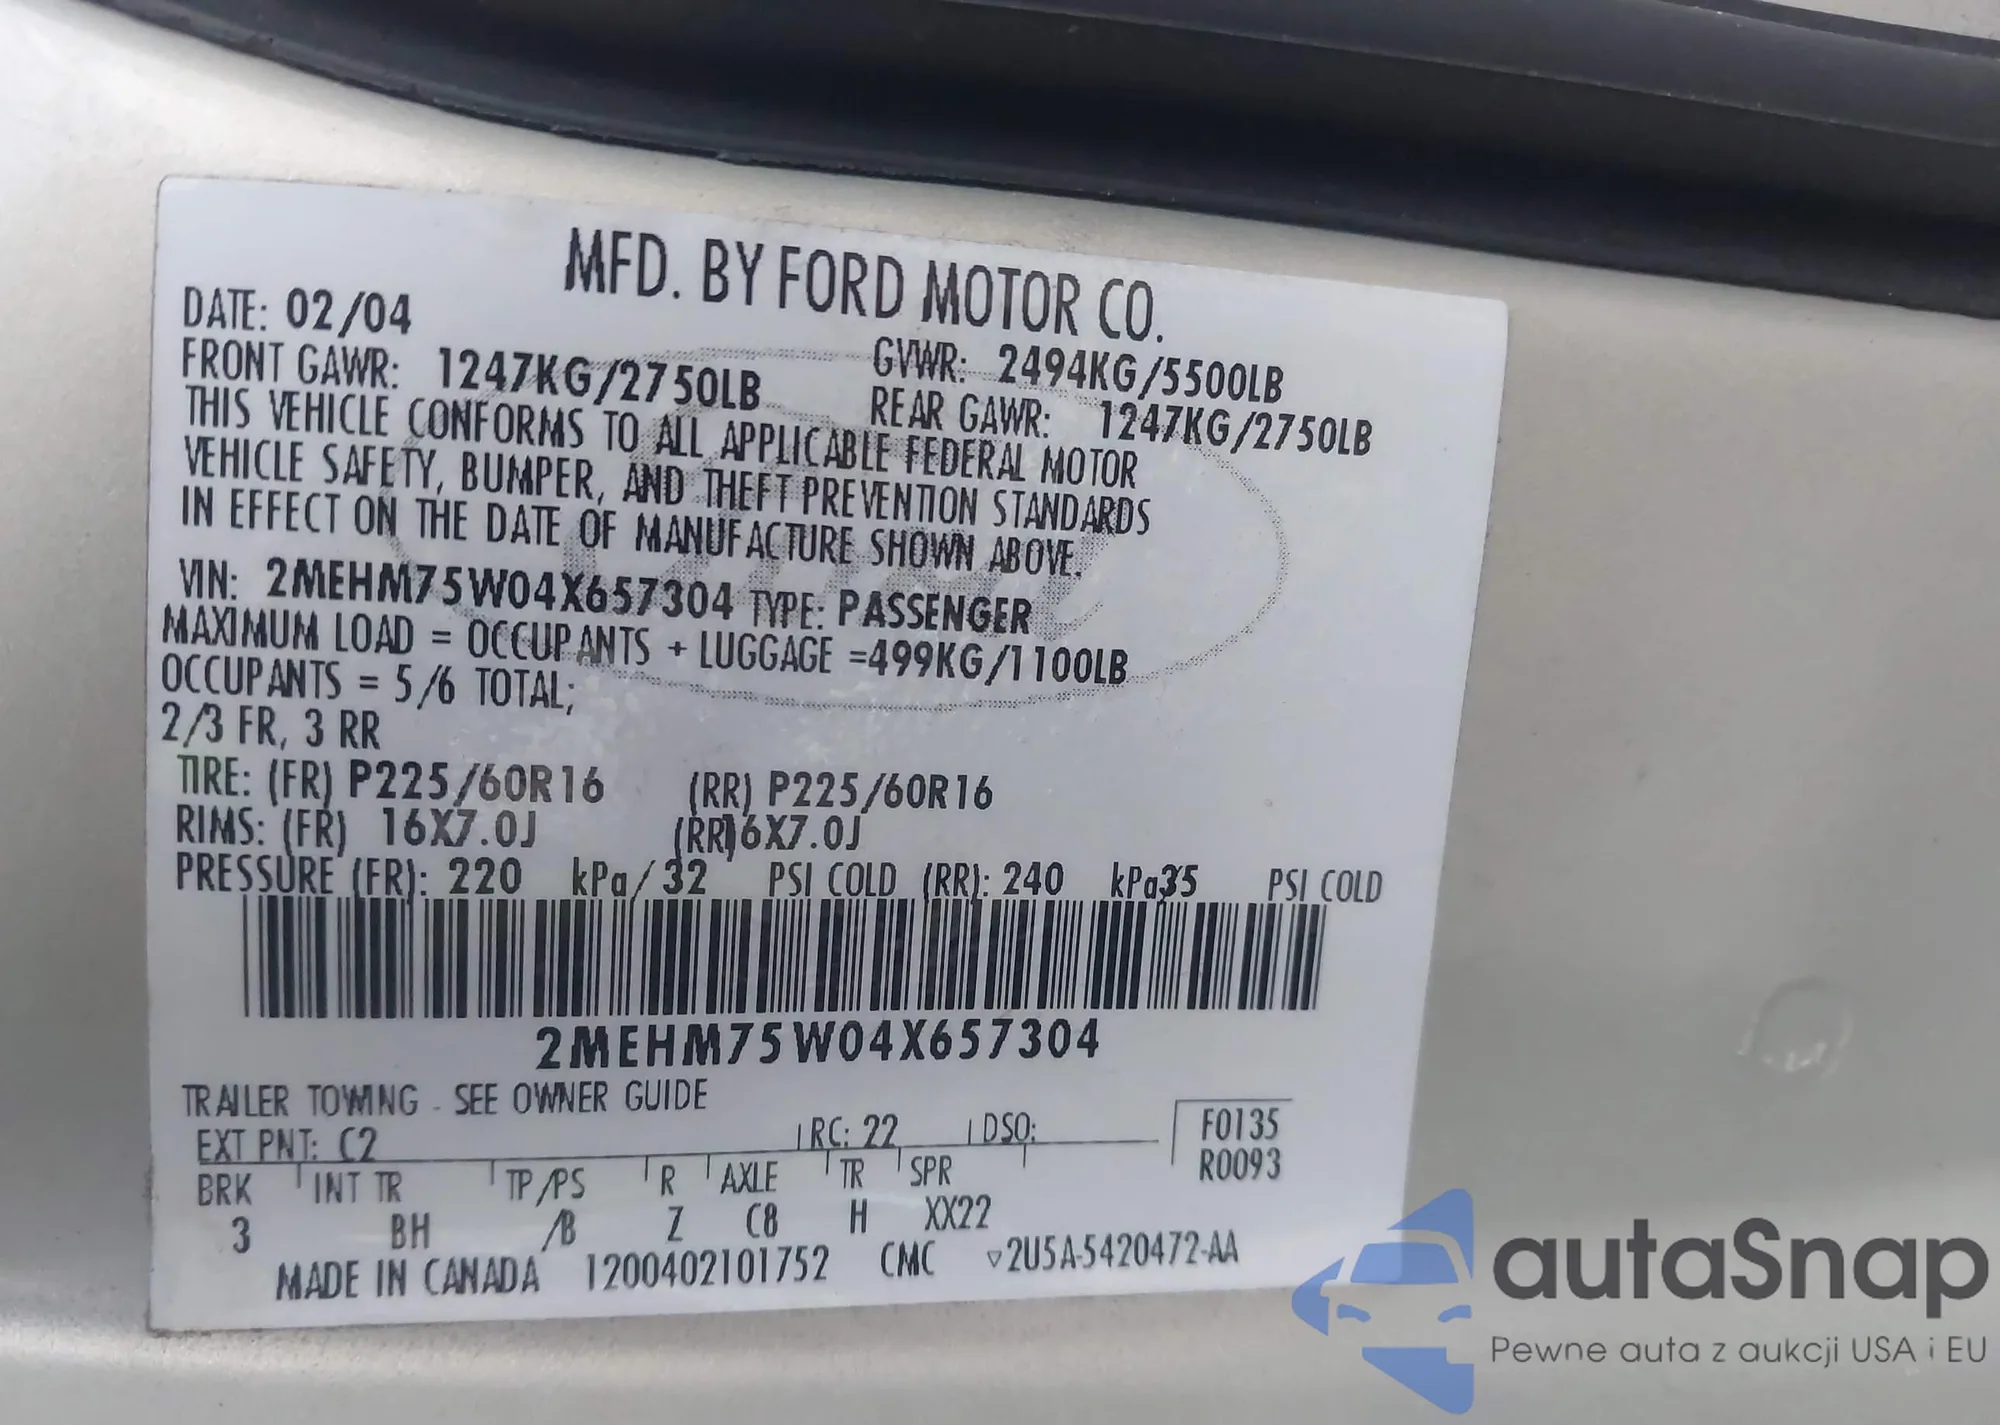 MFD. BY FORD MOTOR CO.
DATE: 02/04
GVWR: 2494KG/5500LB
FRONT GAWR: 1247KG/2750LB
REAR GAWR: 1247KG/2750LB
THIS VEHICLE CONFORMS TO ALL APPLICABLE FEDERAL MOTOR
VEHICLE SAFETY, BUMPER, AND THEFT PREVENTION STANDARDS
IN EFFECT ON THE DATE OF MANUFACTURE SHOWN ABOVE.
VIN: 2MEHM75W04X657304 TYPE: PASSENGER
MAXIMUM LOAD = OCCUPANTS + LUGGAGE =499KG/1100LB
OCCUPANTS = 5/6 TOTAL;
2/3 FR, 3 RR
TIRE: (FR) P225/60R16 (RR) P225/60R16
RIMS: (FR) 16X7.0J (RR)16X7.0J
PRESSURE (FR): 220 kPa/ 32 PSI COLD (RR): 240 kPa/35 PSI COLD
2MEHM75W04X657304
TRAILER TOWING - SEE OWNER GUIDE
EXT PNT: C2 RC: 22 DSO: F0135
R0093
BRK INT TR TP/PS R AXLE TR SPR
3 BH /B Z C8 H XX22
MADE IN CANADA 1200402101752 CMC ▽2U5A-5420472-AA
autaSnap
Pewne auta z aukcji USA i EU